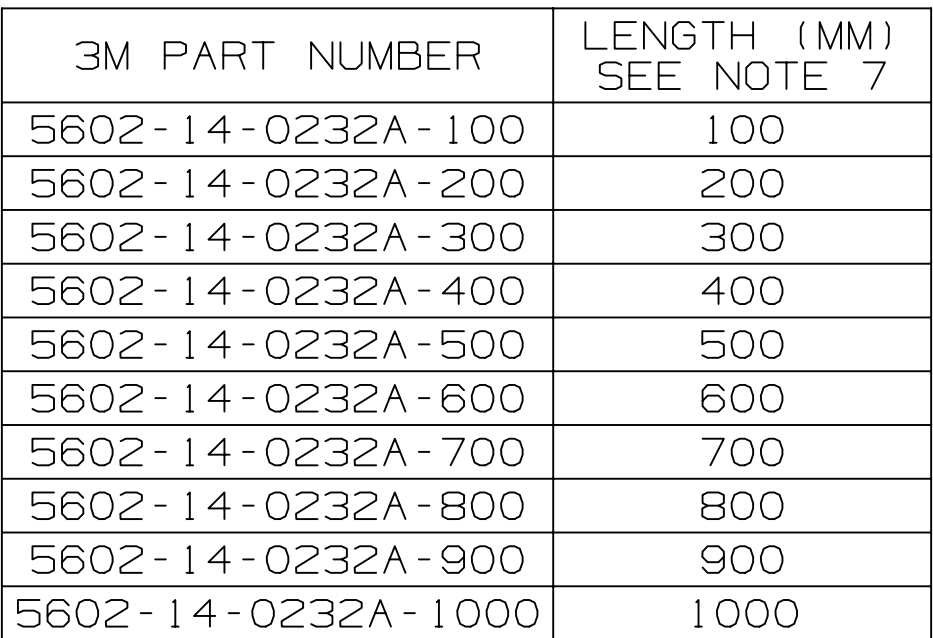 3M PART NUMBER
LENGTH (MM)
SEE NOTE 7
5602-14-0232A-100 100
5602-14-0232A-200 200
5602-14-0232A-300 300
5602-14-0232A-400 400
5602-14-0232A-500 500
5602-14-0232A-600 600
5602-14-0232A-700 700
5602-14-0232A-800 800
5602-14-0232A-900 900
5602-14-0232A-1000 1000